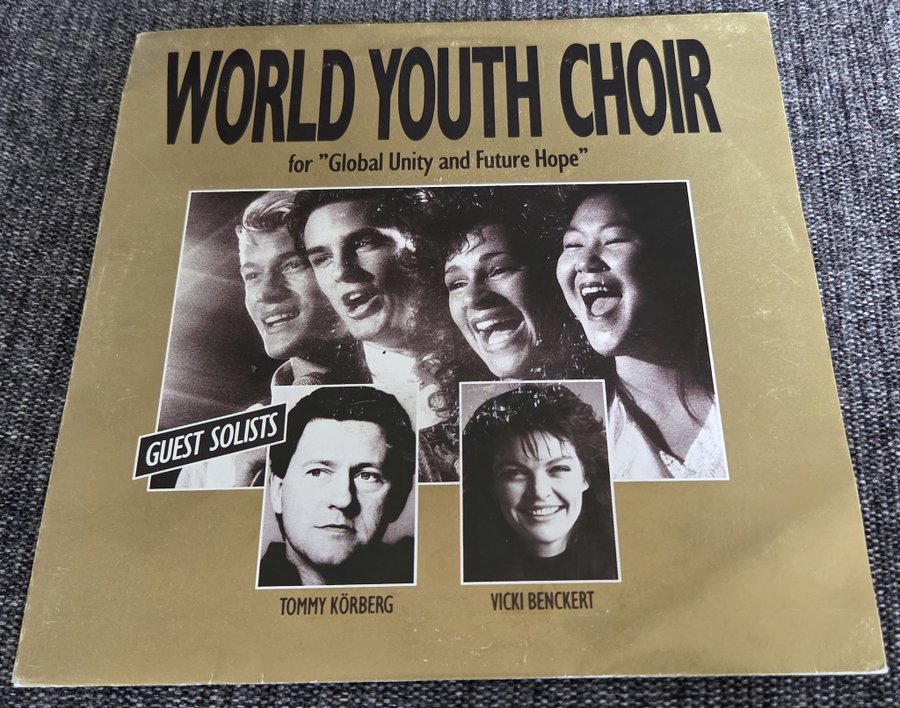 WORLD YOUTH CHOIR
for "Global Unity and Future Hope"
GUEST SOLISTS
TOMMY KÖRBERG
VICKI BENCKERT